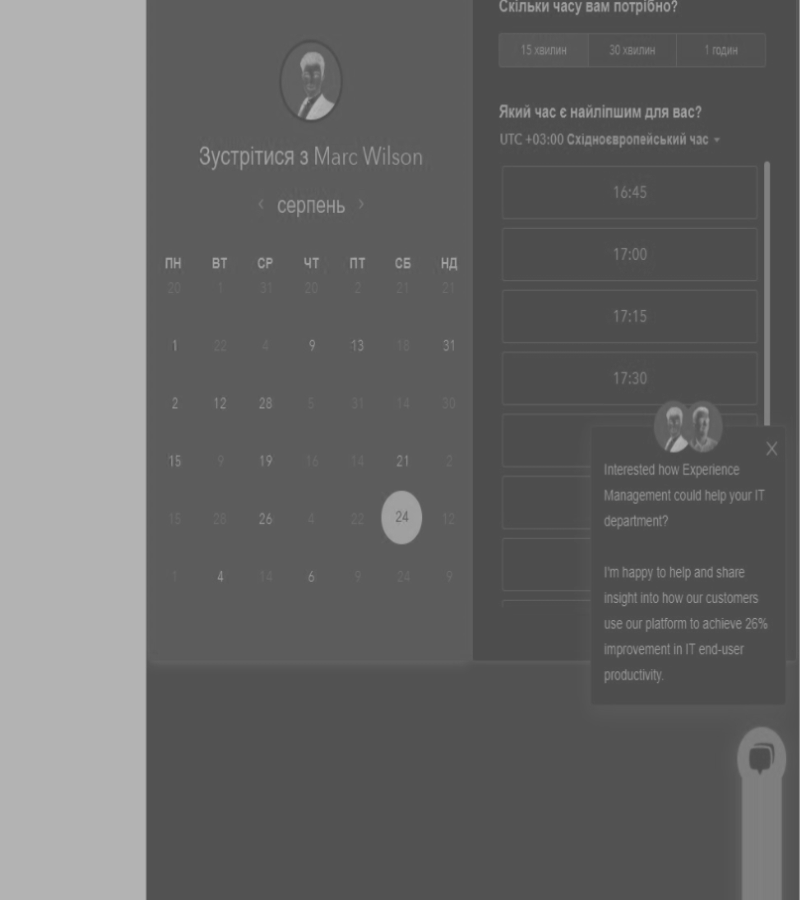 Скільки часу вам потрібно?
15 хвилин 30 хвилин 1 годин
Який час є найліпшим для вас?
UTC +03:00 Східноєвропейський час
16:45
17:00
17:15
17:30
Зустрітися з Marc Wilson
серпень
ПН ВТ СР ЧТ ПТ СБ НД
20 1 31 20 2 21 21
1 22 4 9 13 18 31
2 12 28 5 31 14 30
15 9 19 16 14 21 2
15 28 26 4 22 24 12
1 4 14 6 9 24 9
Interested how Experience
Management could help your IT
department?
I'm happy to help and share
insight into how our customers
use our platform to achieve 26%
improvement in IT end-user
productivity.